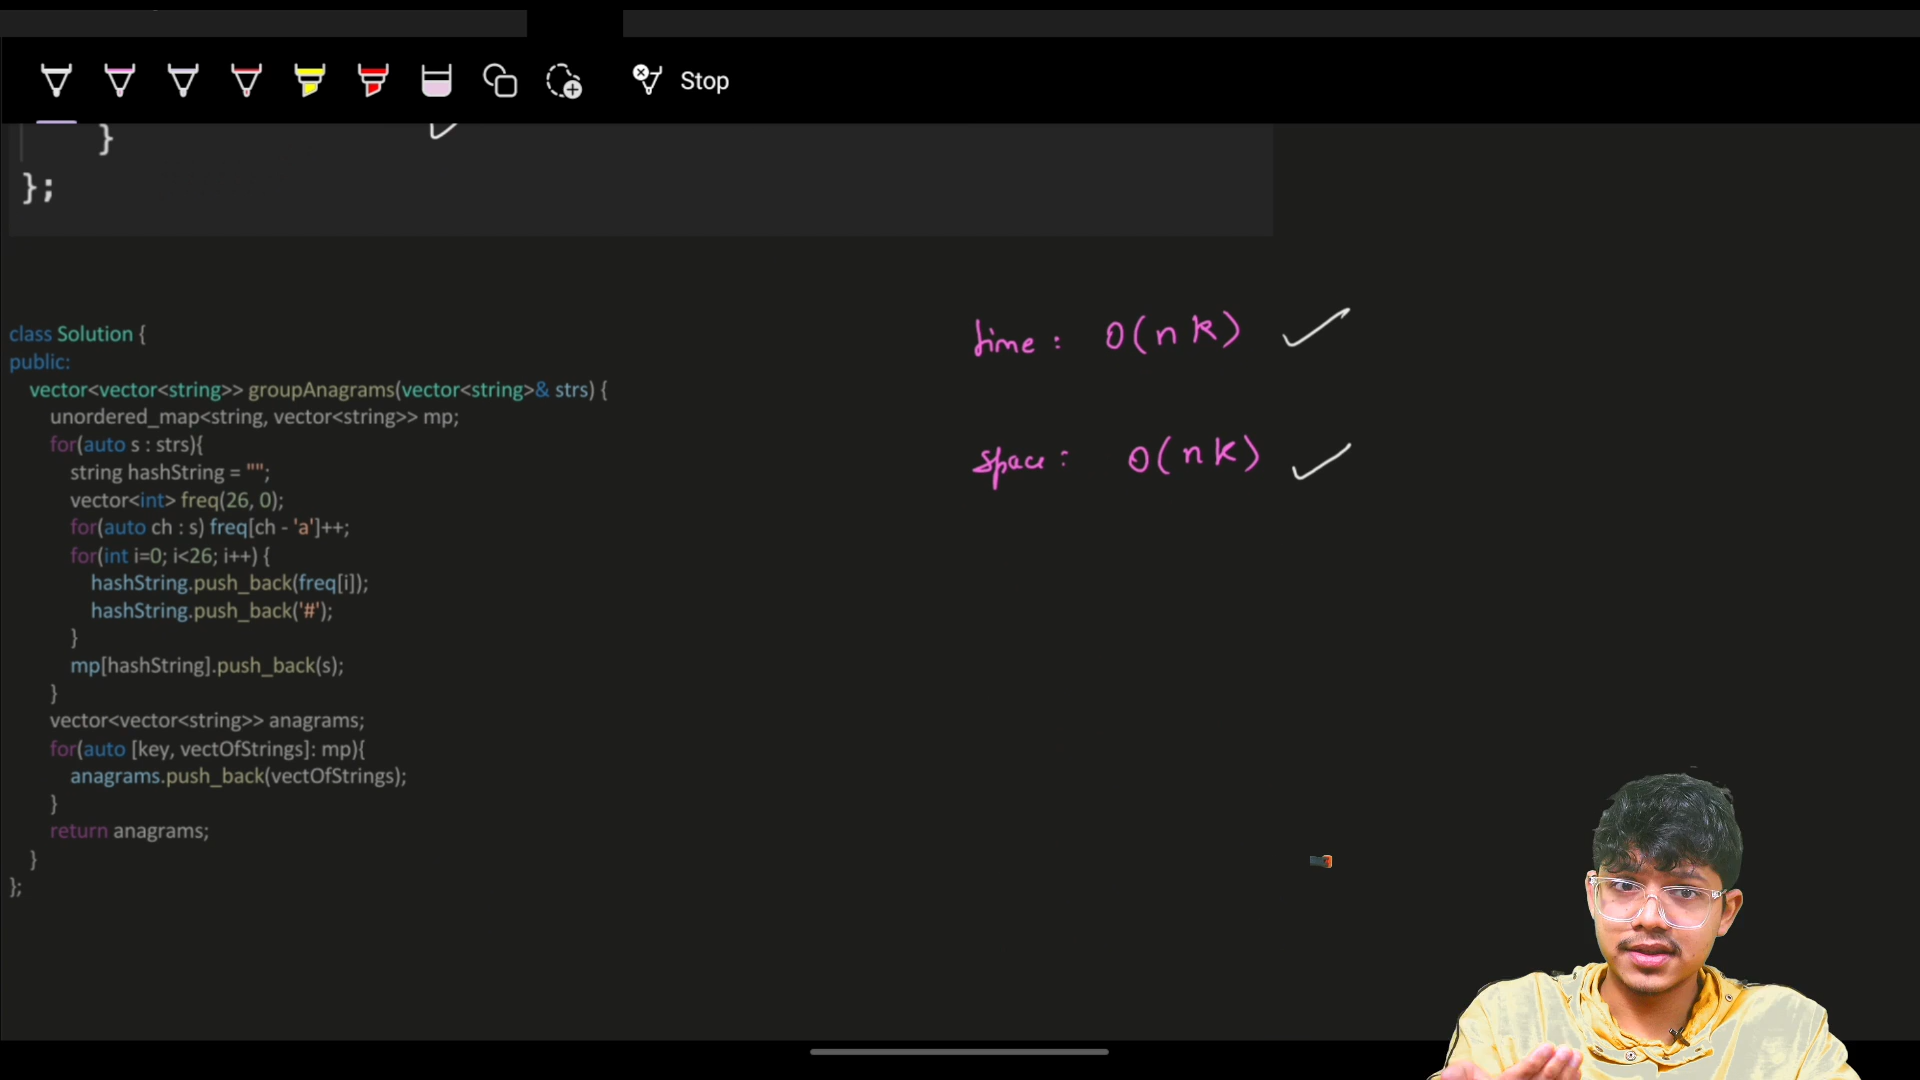 Stop
}
};
class Solution {
public:
vector<vector<string>> groupAnagrams(vector<string>& strs) {
unordered_map<string, vector<string>> mp;
for(auto s : strs){
string hashString = "";
vector<int> freq(26, 0);
for(auto ch : s) freq[ch - 'a']++;
for(int i=0; i<26; i++) {
hashString.push_back(freq[i]);
hashString.push_back('#');
}
mp[hashString].push_back(s);
}
vector<vector<string>> anagrams;
for(auto [key, vectOfStrings]: mp){
anagrams.push_back(vectOfStrings);
}
return anagrams;
}
};
time : O(nk)
space : O(nk)